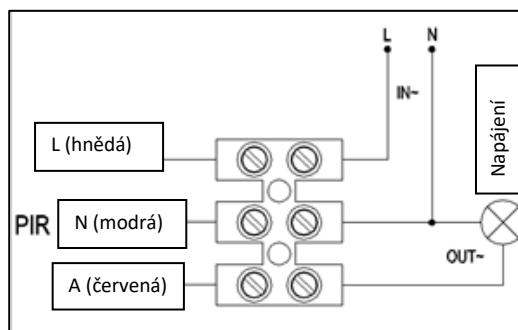 L N
IN~
Napájení
L (hnědá)
PIR N (modrá)
OUT~
A (červená)